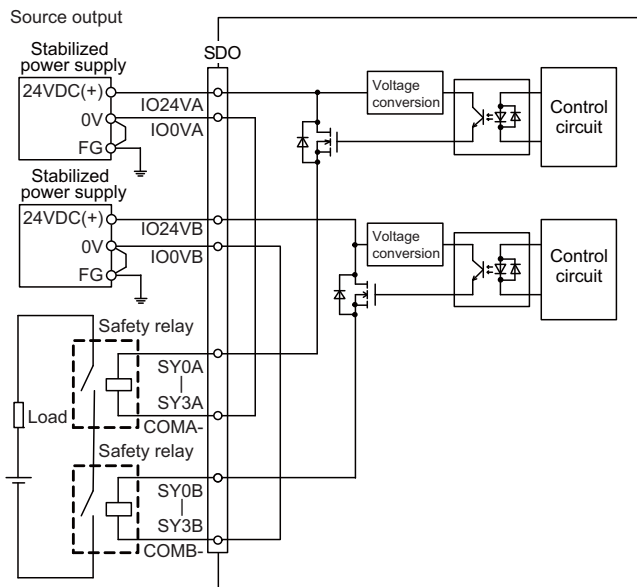 Source output
SDO
Stabilized
power supply
24VDC(+)
0V
FG
IO24VA
IO0VA
Voltage
conversion
Control
circuit
Stabilized
power supply
24VDC(+)
0V
FG
IO24VB
IO0VB
Voltage
conversion
Control
circuit
Safety relay
SY0A
SY3A
COMA-
Load
Safety relay
SY0B
SY3B
COMB-